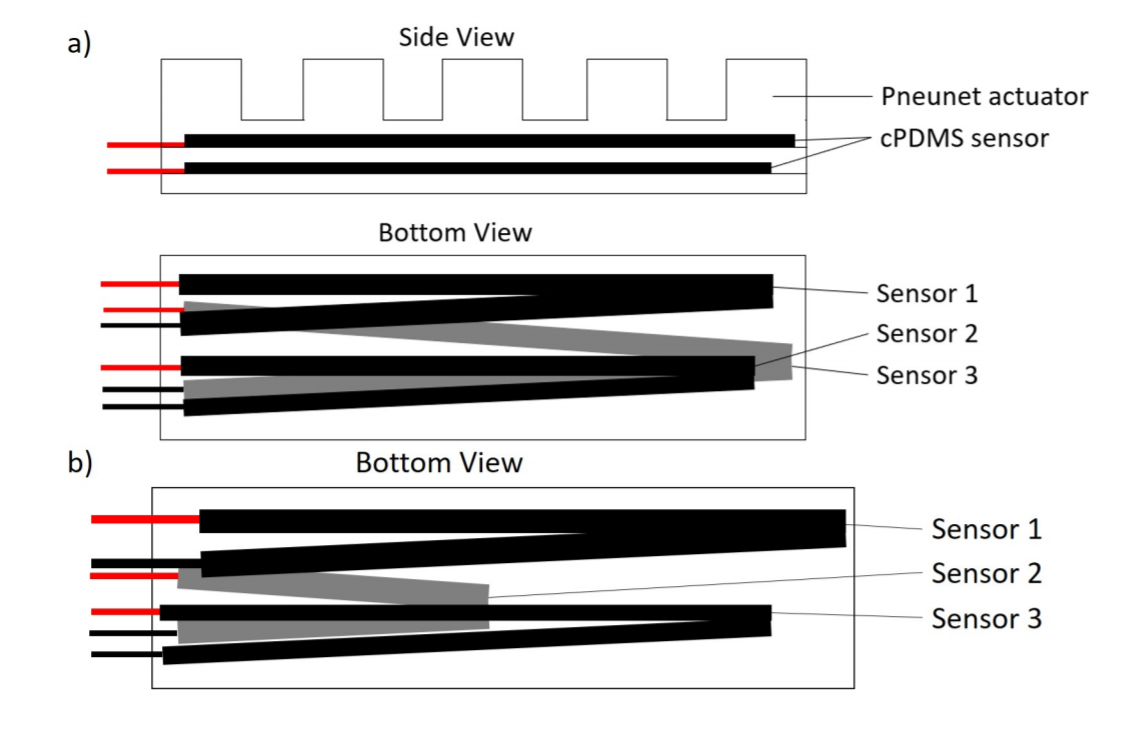 a)
Side View
Pneunet actuator
cPDMS sensor
Bottom View
Sensor 1
Sensor 2
Sensor 3
b)
Bottom View
Sensor 1
Sensor 2
Sensor 3